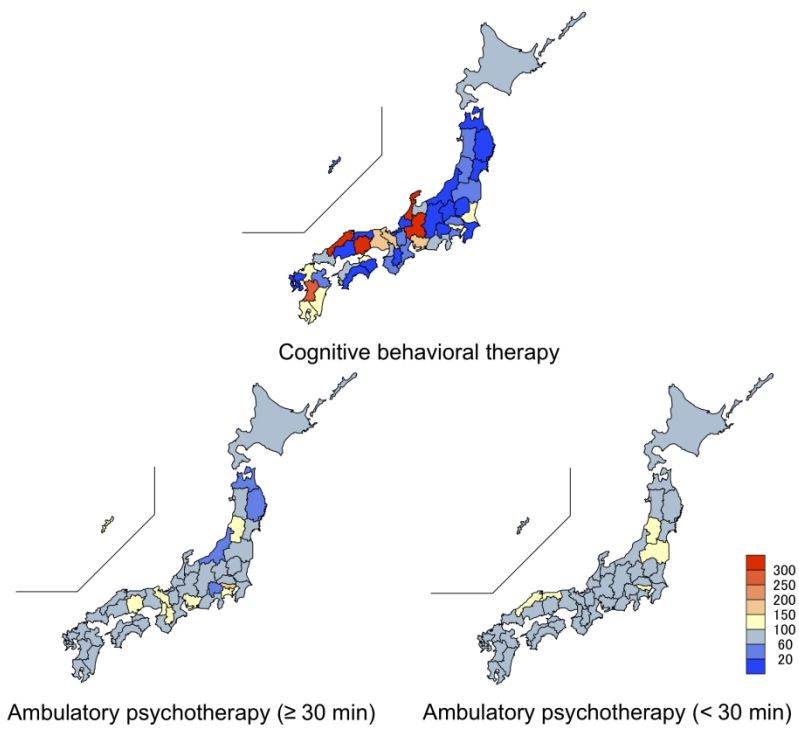 Cognitive behavioral therapy
300
250
200
150
100
60
20
Ambulatory psychotherapy (≥ 30 min)
Ambulatory psychotherapy (< 30 min)